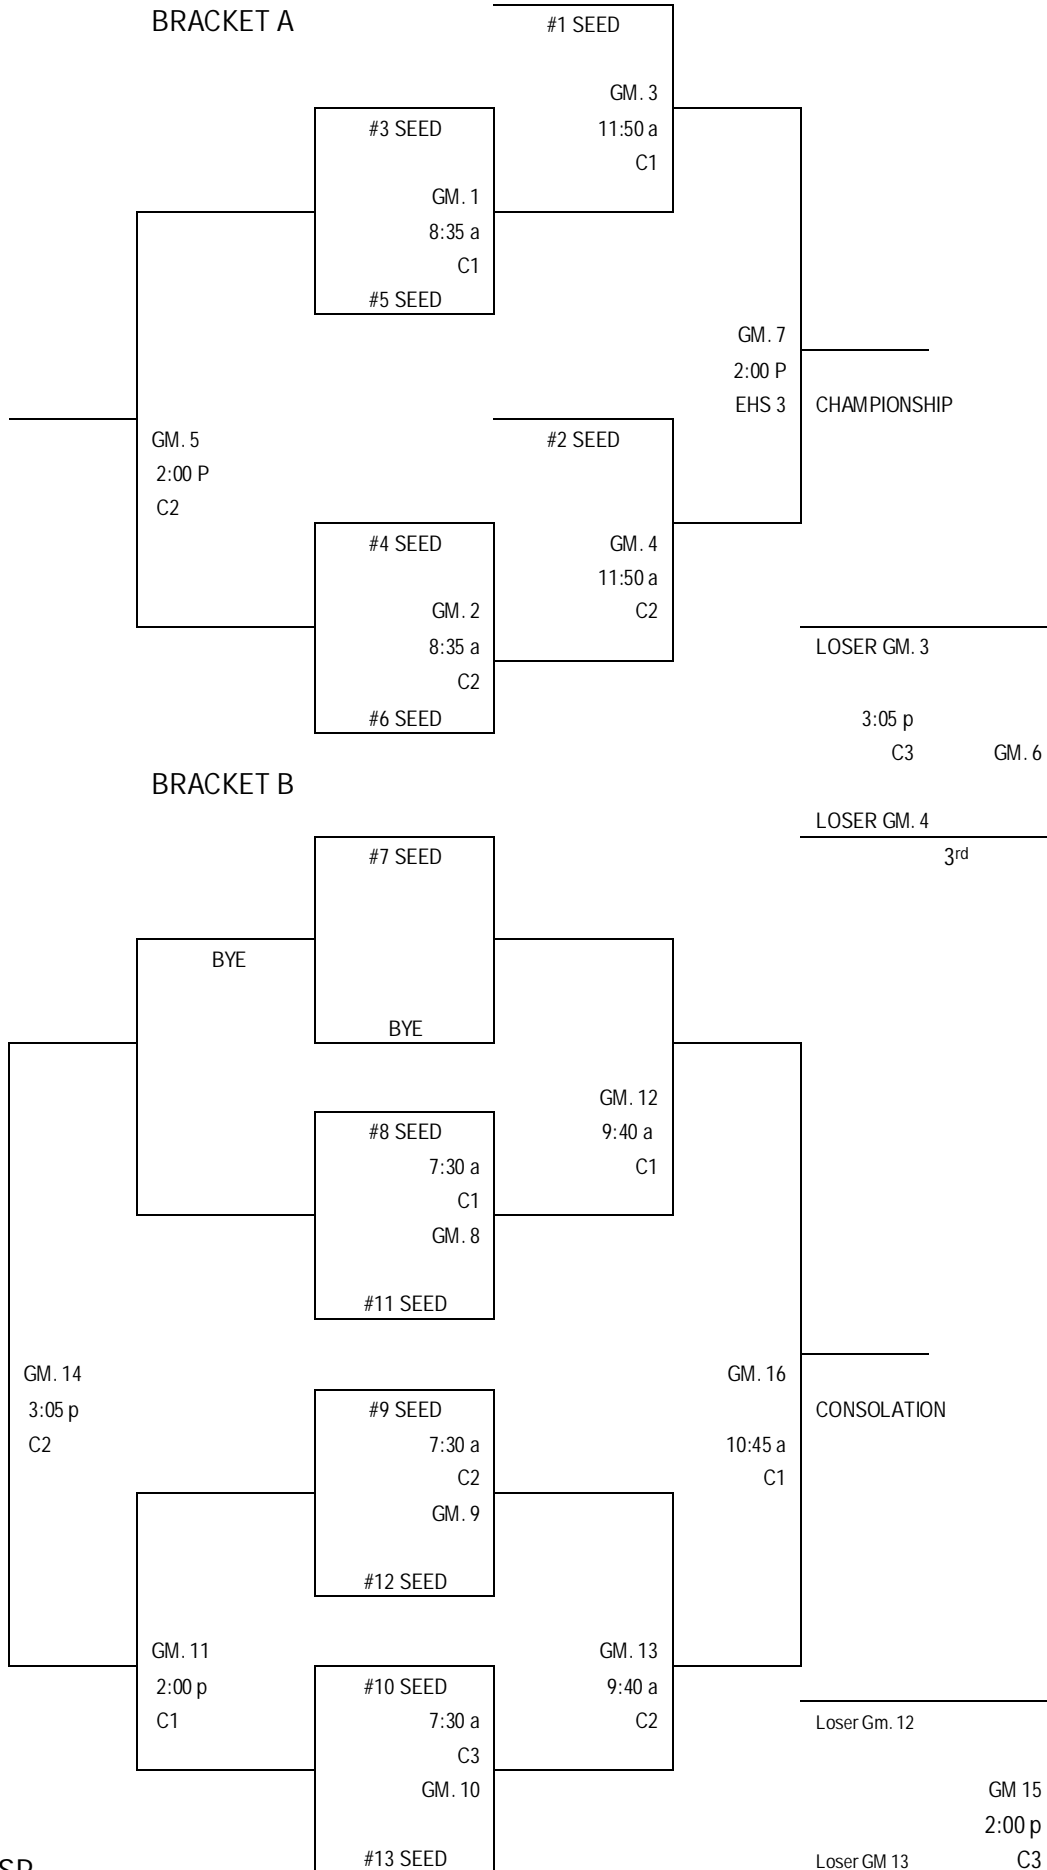 BRACKET A
#1 SEED
GM. 3
#3 SEED
11:50 a
C1
GM. 1
8:35 a
C1
#5 SEED
GM. 7
2:00 P
EHS 3
CHAMPIONSHIP
GM. 5
#2 SEED
2:00 P
C2
#4 SEED
GM. 4
11:50 a
GM. 2
C2
8:35 a
LOSER GM. 3
C2
#6 SEED
3:05 p
C3
GM. 6
BRACKET B
LOSER GM. 4
#7 SEED
3rd
BYE
BYE
GM. 12
#8 SEED
9:40 a
7:30 a
C1
C1
GM. 8
#11 SEED
GM. 14
GM. 16
3:05 p
#9 SEED
CONSOLATION
C2
7:30 a
10:45 a
C2
C1
GM. 9
#12 SEED
GM. 11
GM. 13
2:00 p
#10 SEED
9:40 a
C1
7:30 a
C2
Loser Gm. 12
C3
GM. 10
GM 15
2:00 p
#13 SEED
Loser GM 13
C3